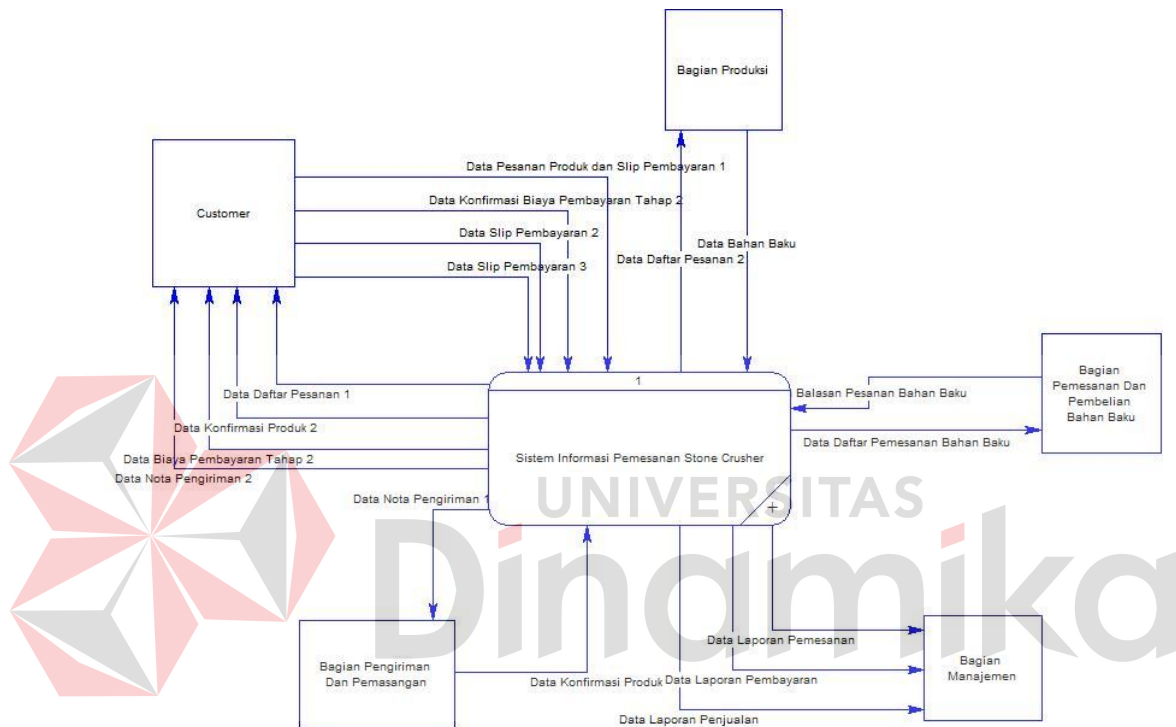 Bagian Produksi
Customer
Data Pesanan Produk dan Slip Pembayaran 1
Data Konfirmasi Biaya Pembayaran Tahap 2
Data Slip Pembayaran 2
Data Slip Pembayaran 3
Data Bahan Baku
Data Daftar Pesanan 2
Bagian
Pemesanan Dan
Pembelian
Bahan Baku
1
Balasan Pesanan Bahan Baku
Data Daftar Pesanan 1
Data Konfirmasi Produk 2
Data Daftar Pemesanan Bahan Baku
Data Biaya Pembayaran Tahap 2
Sistem Informasi Pemesanan Stone Crusher
Data Nota Pengiriman 2
Data Nota Pengiriman 1
+
UNIVERSITAS
Dinamika
Data Laporan Pemesanan
Bagian Pengiriman
Dan Pemasangan
Data Konfirmasi Produk
Data Laporan Pembayaran
Bagian
Manajemen
Data Laporan Penjualan